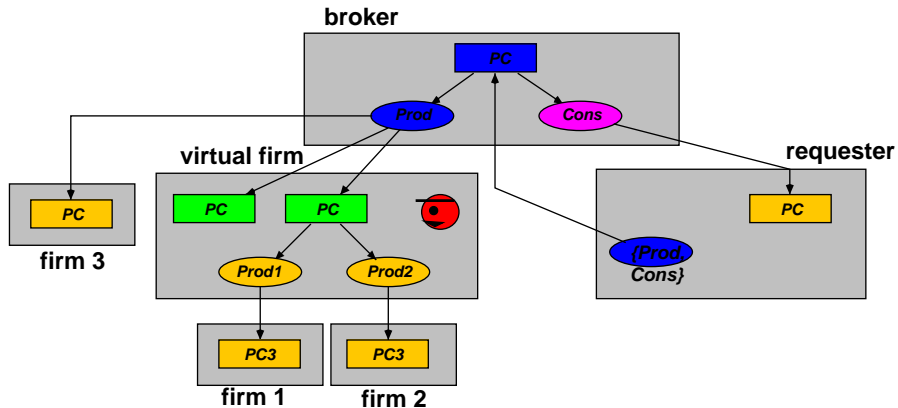 broker
PC
Prod
Cons
virtual firm
requester
PC
PC
PC
PC
firm 3
Prod1
Prod2
{Prod,
Cons}
PC3
PC3
firm 1
firm 2